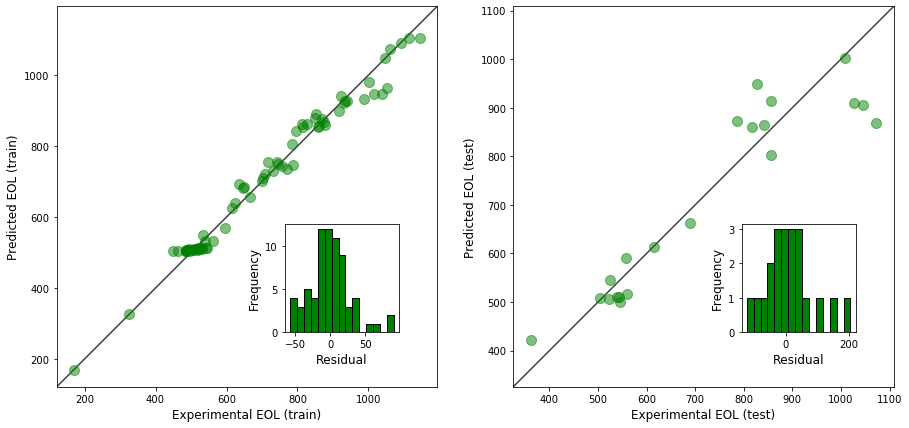 Predicted EOL (train)
1000
800
600
400
200
200 400 600 800 1000
Experimental EOL (train)
Frequency
10
5
0
−50 0 50
Residual
Predicted EOL (test)
1100
1000
900
800
700
600
500
400
400 500 600 700 800 900 1000 1100
Experimental EOL (test)
Frequency
3
2
1
0
0 200
Residual